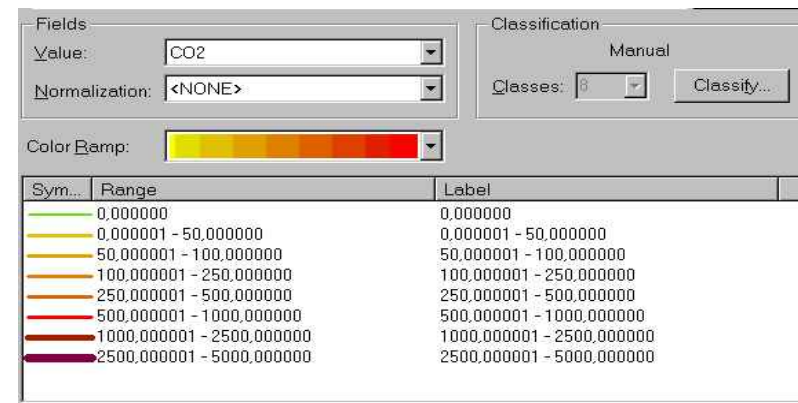 Fields
Value: CO2
Normalization: <NONE>
Classification
Manual
Classes: 8 Classify...
Color Ramp:
Sym... Range Label
0,000000 0,000000
0,000001 - 50,000000 0,000001 - 50,000000
50,000001 - 100,000000 50,000001 - 100,000000
100,000001 - 250,000000 100,000001 - 250,000000
250,000001 - 500,000000 250,000001 - 500,000000
500,000001 - 1000,000000 500,000001 - 1000,000000
1000,000001 - 2500,000000 1000,000001 - 2500,000000
2500,000001 - 5000,000000 2500,000001 - 5000,000000